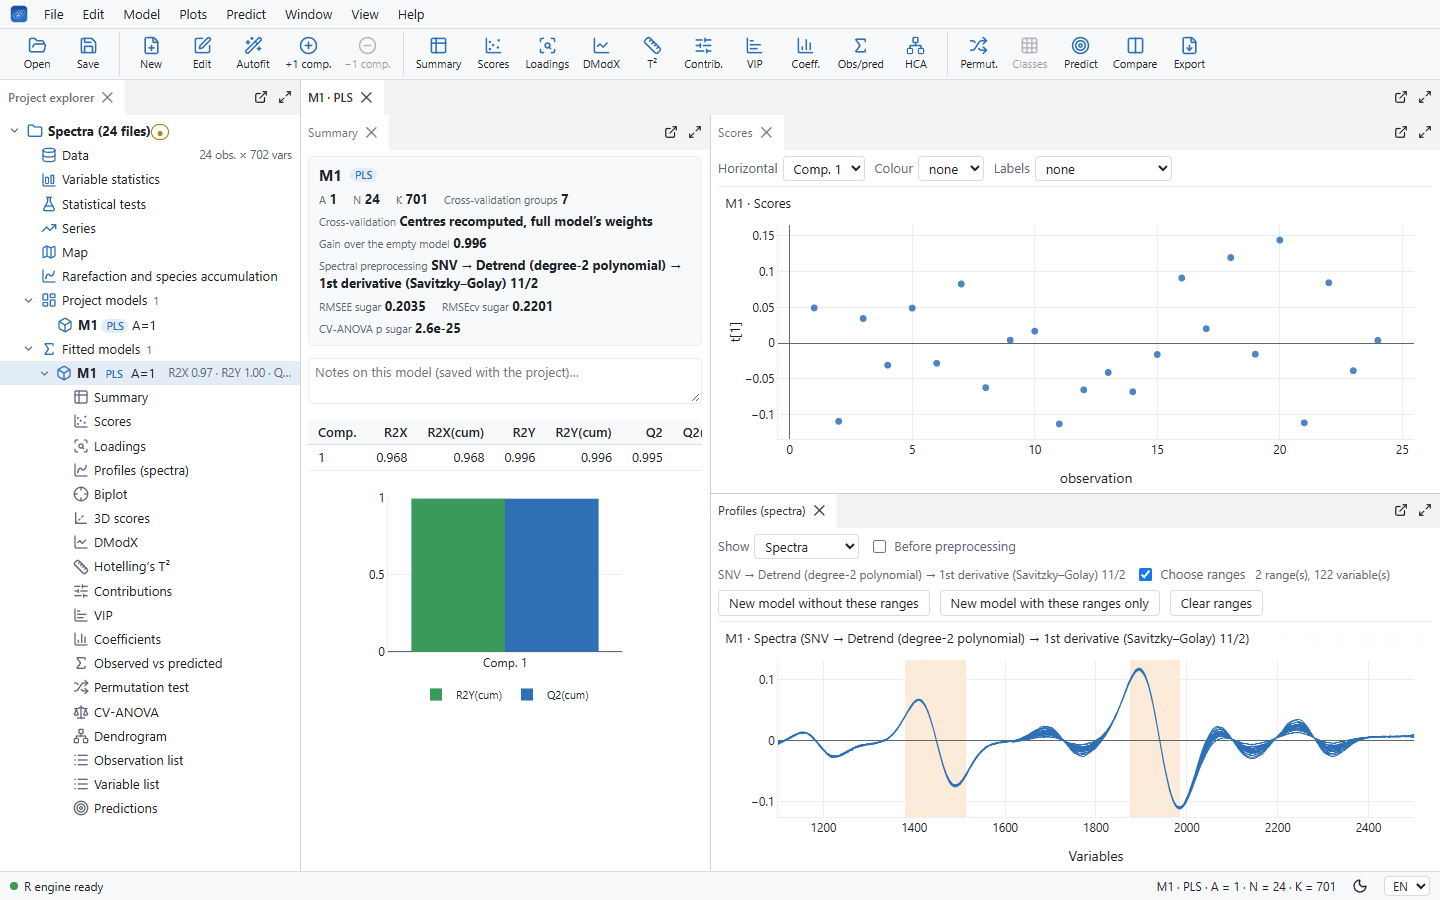 File Edit Model Plots Predict Window View Help
Open Save New Edit Autofit +1 comp. −1 comp. Summary Scores Loadings DModX T² Contrib. VIP Coeff. Obs/pred HCA Permut. Classes Predict Compare Export
Project explorer
Spectra (24 files)
Data 24 obs. × 702 vars
Variable statistics
Statistical tests
Series
Map
Rarefaction and species accumulation
Project models 1
M1 PLS A=1
Fitted models 1
M1 PLS A=1 R2X 0.97 · R2Y 1.00 · Q...
Summary
Scores
Loadings
Profiles (spectra)
Biplot
3D scores
DModX
Hotelling's T²
Contributions
VIP
Coefficients
Observed vs predicted
Permutation test
CV-ANOVA
Dendrogram
Observation list
Variable list
Predictions
M1 · PLS
Summary
M1 PLS
A 1 N 24 K 701 Cross-validation groups 7
Cross-validation Centres recomputed, full model’s weights
Gain over the empty model 0.996
Spectral preprocessing SNV → Detrend (degree-2 polynomial) →
1st derivative (Savitzky–Golay) 11/2
RMSEE sugar 0.2035 RMSEcv sugar 0.2201
CV-ANOVA p sugar 2.6e-25
Notes on this model (saved with the project)...
Comp. R2X R2X(cum) R2Y R2Y(cum) Q2 Q2(
1 0.968 0.968 0.996 0.996 0.995
1
0.5
0
Comp. 1
R2Y(cum) Q2(cum)
Scores
Horizontal Comp. 1 Colour none Labels none
M1 · Scores
0.15
0.1
0.05
0
−0.05
−0.1
t[1]
0 5 10 15 20 25
observation
Profiles (spectra)
Show Spectra Before preprocessing
SNV → Detrend (degree-2 polynomial) → 1st derivative (Savitzky–Golay) 11/2 Choose ranges 2 range(s), 122 variable(s)
New model without these ranges New model with these ranges only Clear ranges
M1 · Spectra (SNV → Detrend (degree-2 polynomial) → 1st derivative (Savitzky–Golay) 11/2)
0.1
0
−0.1
1200 1400 1600 1800 2000 2200 2400
Variables
R engine ready
M1 · PLS · A = 1 · N = 24 · K = 701 EN